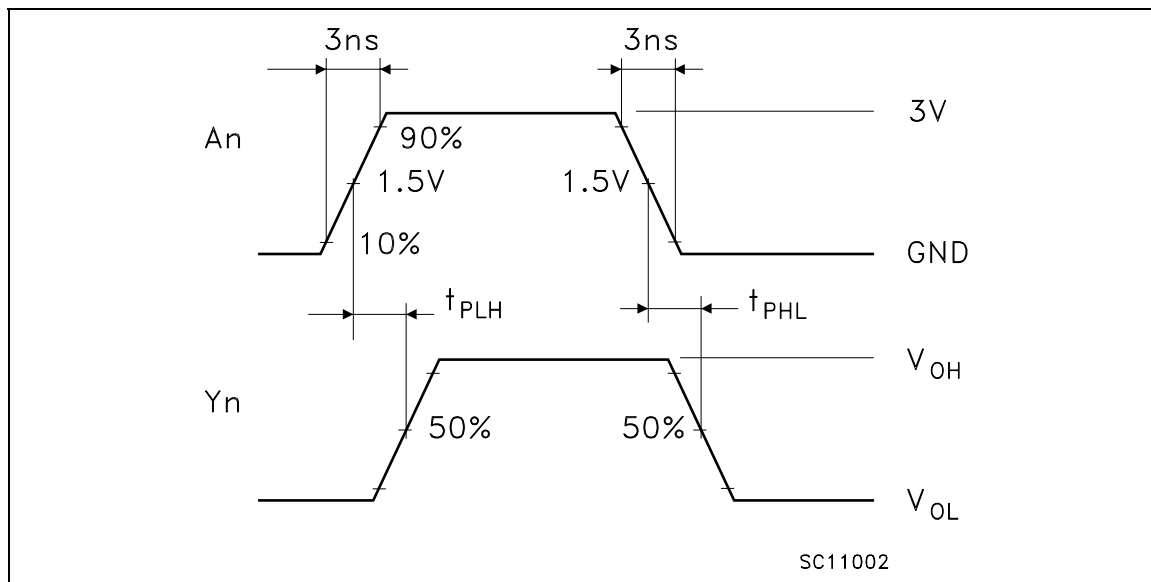 3ns 3ns
3V
An
90%
1.5V 1.5V
10%
GND
tPLH tPHL
VOH
Yn
50% 50%
VOL
SC11002